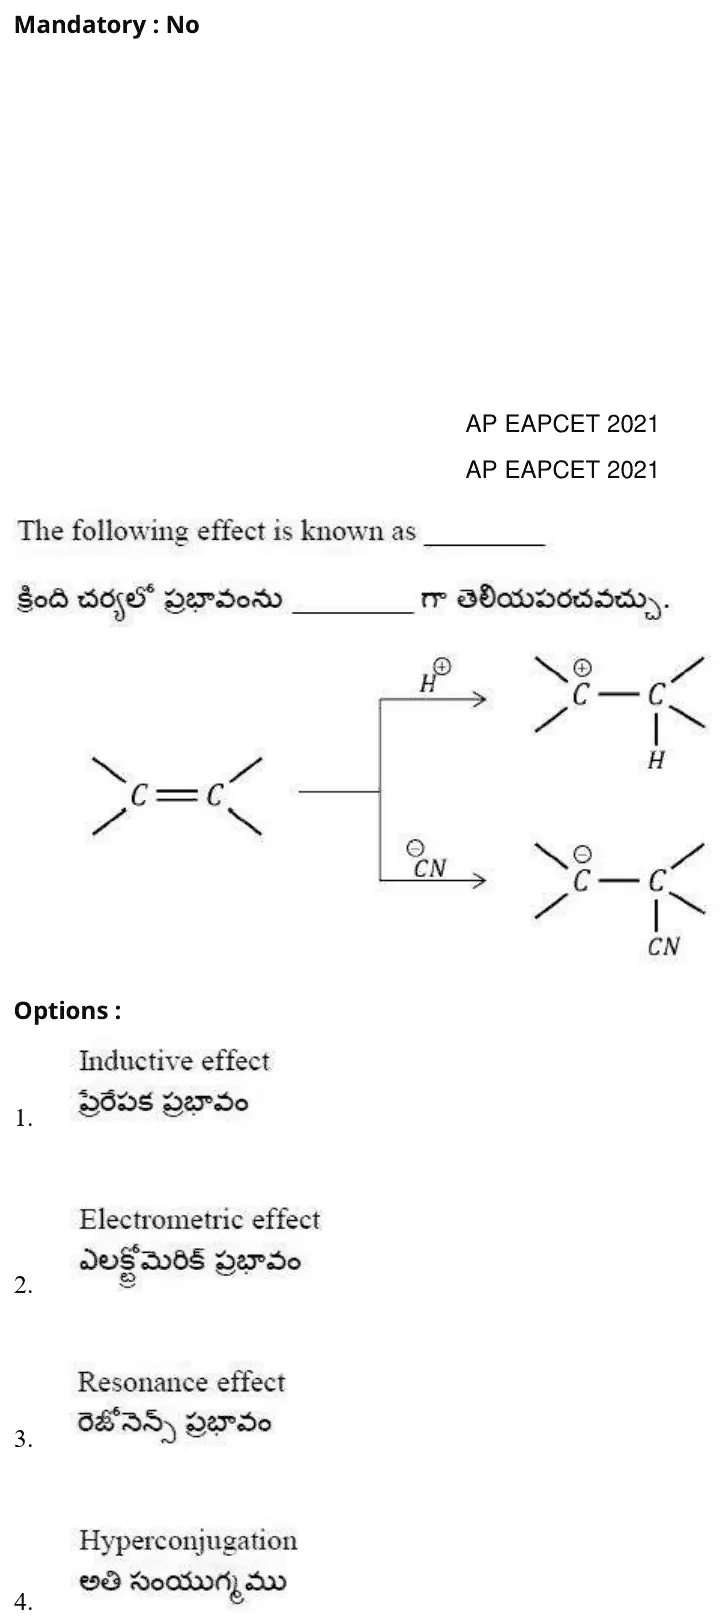 Mandatory : No
AP EAPCET 2021
AP EAPCET 2021
The following effect is known as ________
క్రింది చర్యలో ప్రభావంను ________ గా తెలియపరచవచ్చు.
H⊕
⊕
C — C
H
C = C
⊖
CN
⊖
C — C
CN
Options :
Inductive effect
ప్రేరేపక ప్రభావం
1.
Electrometric effect
ఎలక్ట్రోమెరిక్ ప్రభావం
2.
Resonance effect
రెజోనెన్స్ ప్రభావం
3.
Hyperconjugation
అతి సంయుగ్మము
4.